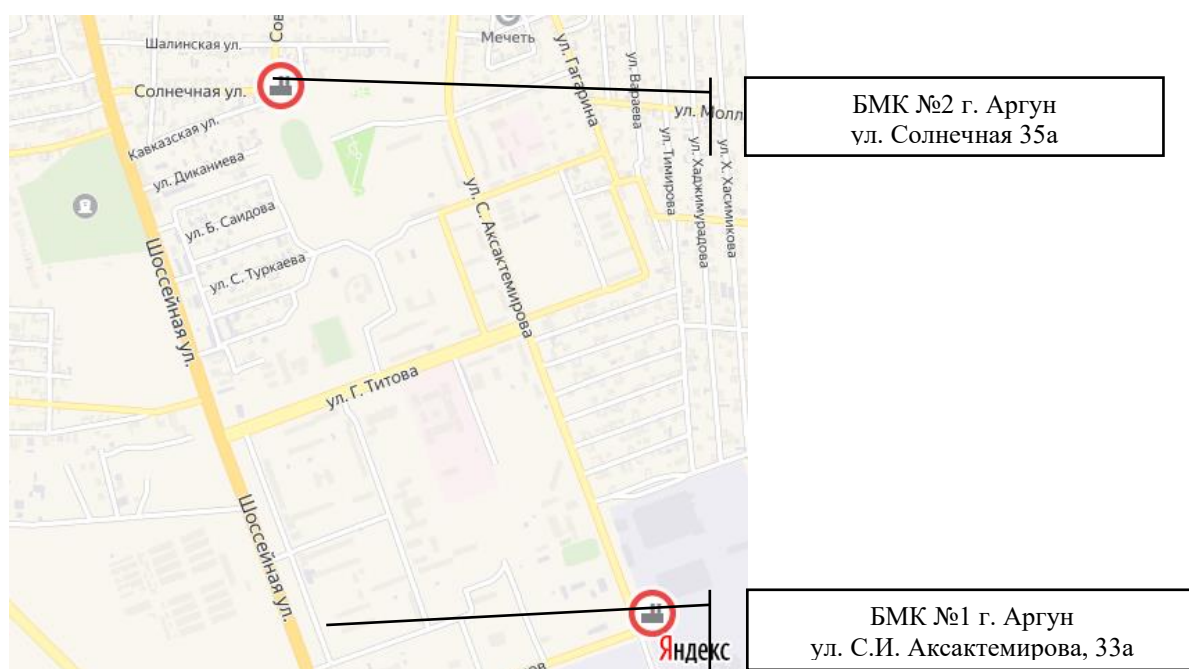 Шалинская ул.
Сов
Мечеть
ул. Гагарина
ул. Вараева
Солнечная ул.
ул. Молл
Кавказская ул.
ул. Диканиева
ул. Тимирова
ул. Хаджимурадова
ул. Х. Хасимикова
ул. Б. Саидова
ул. С. Туркаева
ул. С. Аксактемирова
Шоссейная ул.
ул. Г. Титова
Шоссейная ул.
ов
Яндекс
БМК №2 г. Аргун
ул. Солнечная 35а
БМК №1 г. Аргун
ул. С.И. Аксактемирова, 33а